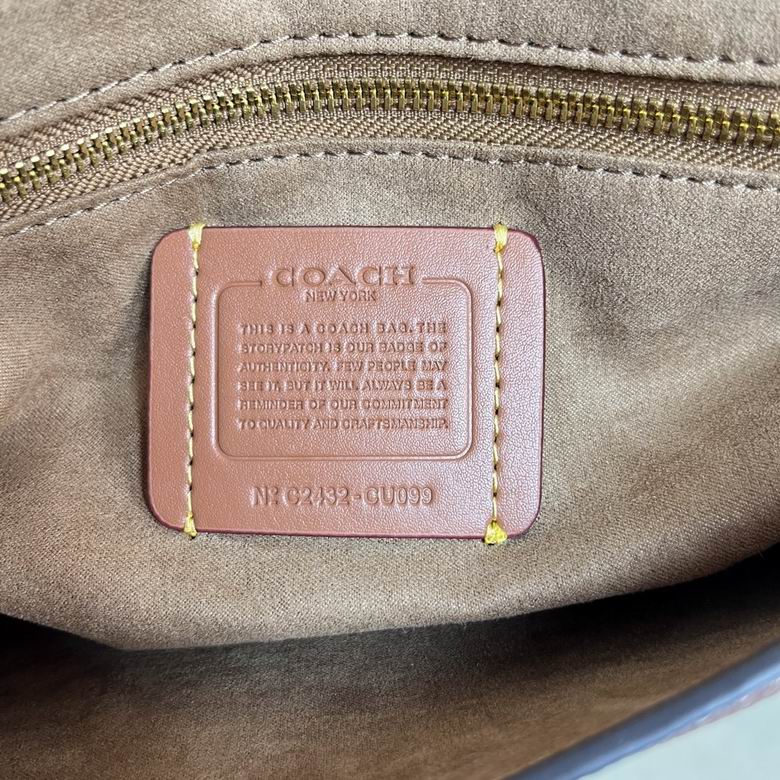 COACH
NEW YORK
THIS IS A COACH BAG. THE
STORYPATCH IS OUR BADGE OF
AUTHENTICITY. FEW PEOPLE MAY
SEE IT, BUT IT WILL ALWAYS BE A
REMINDER OF OUR COMMITMENT
TO QUALITY AND CRAFTSMANSHIP.
Nº C2432-CU099